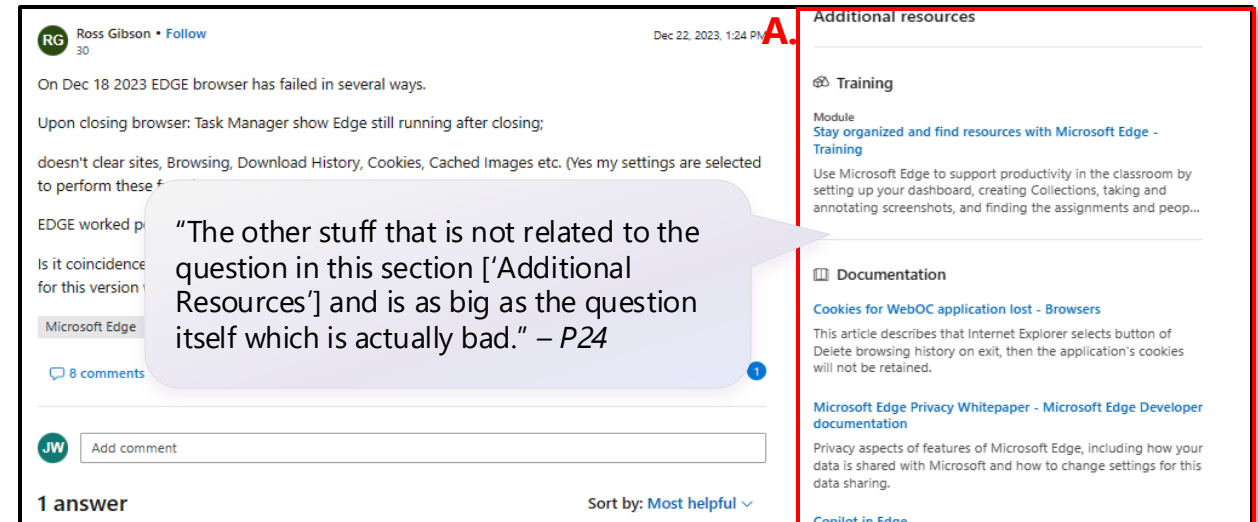 RG
Ross Gibson • Follow
30
Dec 22, 2023, 1:24 PM
On Dec 18 2023 EDGE browser has failed in several ways.
Upon closing browser: Task Manager show Edge still running after closing;
doesn't clear sites, Browsing, Download History, Cookies, Cached Images etc. (Yes my settings are selected
to perform these
EDGE worked
Is it coincidence
for this version
Microsoft Edge
8 comments
1
“The other stuff that is not related to the
question in this section [‘Additional
Resources’] and is as big as the question
itself which is actually bad.” – P24
JW
Add comment
1 answer
Sort by: Most helpful
A.
Additional resources
Training
Module
Stay organized and find resources with Microsoft Edge -
Training
Use Microsoft Edge to support productivity in the classroom by
setting up your dashboard, creating Collections, taking and
annotating screenshots, and finding the assignments and peop...
Documentation
Cookies for WebOC application lost - Browsers
This article describes that Internet Explorer selects button of
Delete browsing history on exit, then the application's cookies
will not be retained.
Microsoft Edge Privacy Whitepaper - Microsoft Edge Developer
documentation
Privacy aspects of features of Microsoft Edge, including how your
data is shared with Microsoft and how to change settings for this
data sharing.
Copilot in Edge